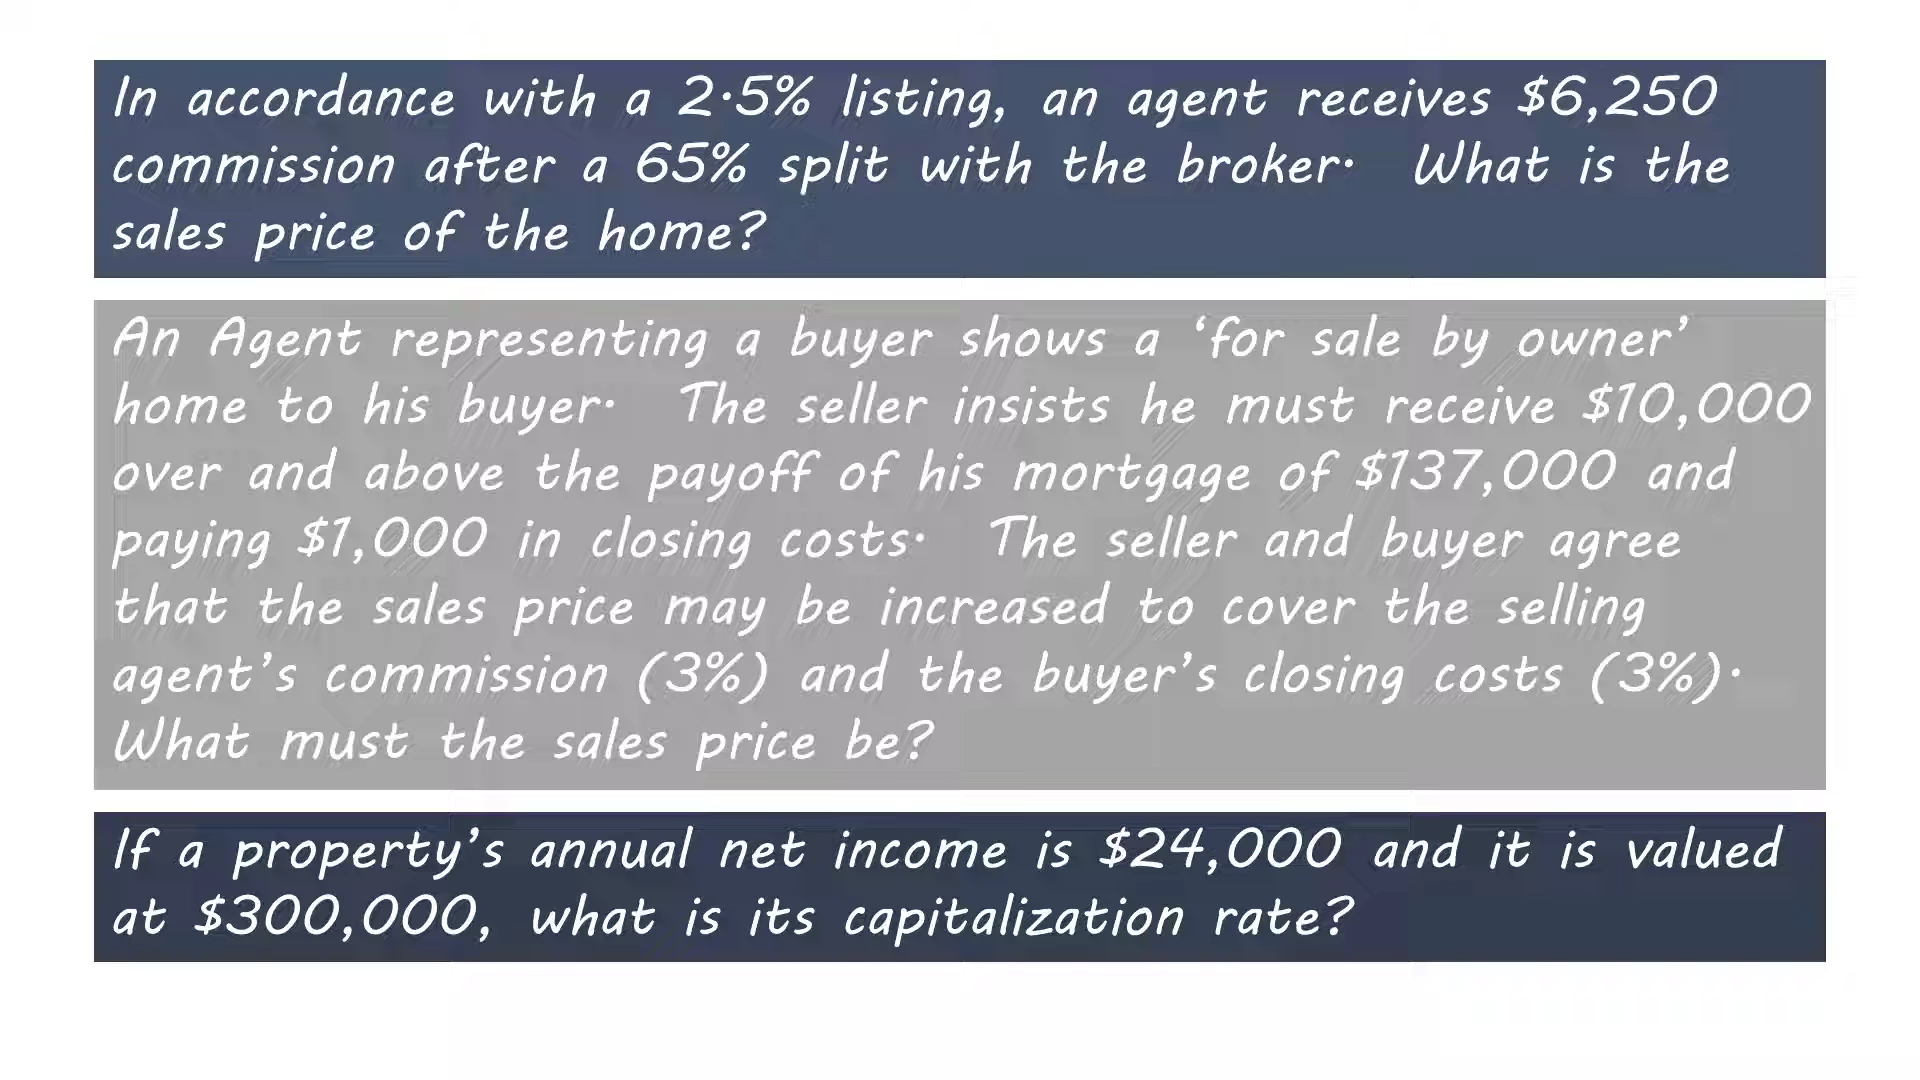 In accordance with a 2.5% listing, an agent receives $6,250
commission after a 65% split with the broker. What is the
sales price of the home?
An Agent representing a buyer shows a ‘for sale by owner’
home to his buyer. The seller insists he must receive $10,000
over and above the payoff of his mortgage of $137,000 and
paying $1,000 in closing costs. The seller and buyer agree
that the sales price may be increased to cover the selling
agent’s commission (3%) and the buyer’s closing costs (3%).
What must the sales price be?
If a property’s annual net income is $24,000 and it is valued
at $300,000, what is its capitalization rate?